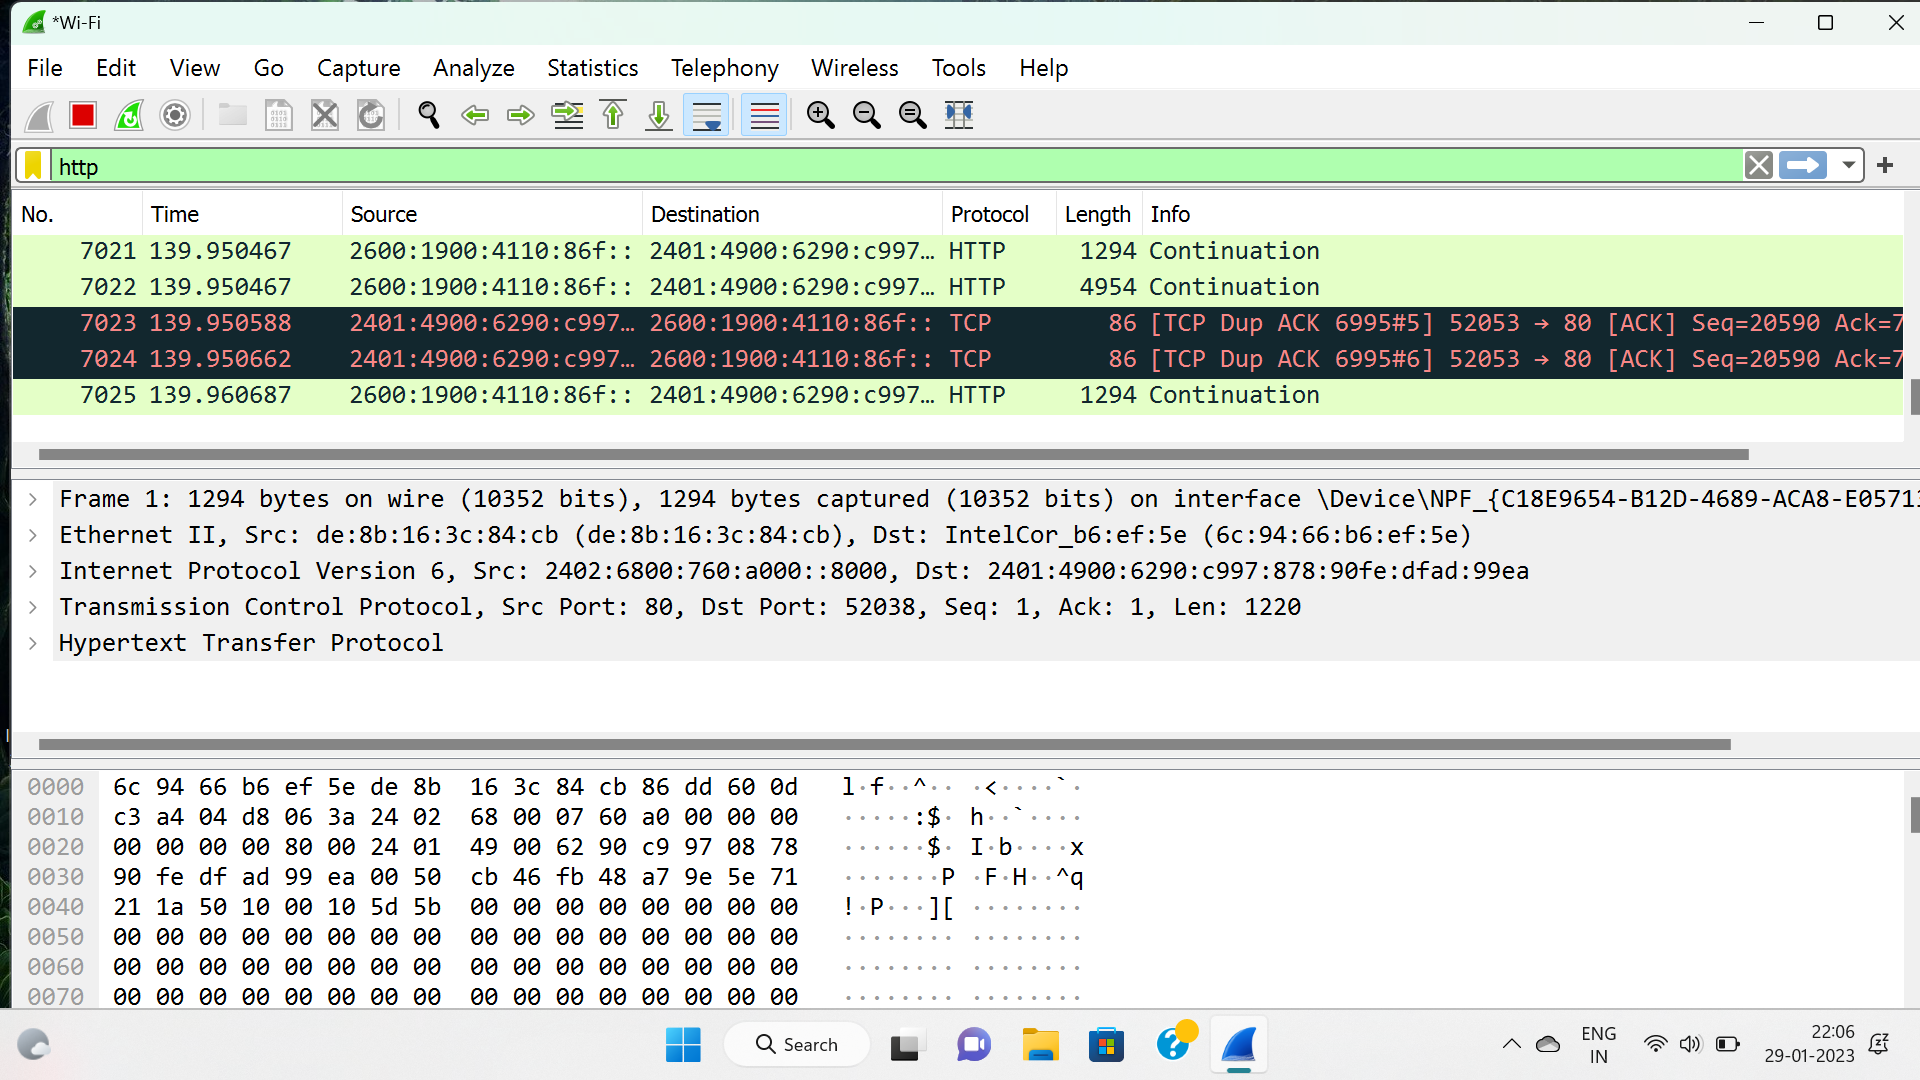 *Wi-Fi
File Edit View Go Capture Analyze Statistics Telephony Wireless Tools Help
http
No. Time Source Destination Protocol Length Info
7021 139.950467 2600:1900:4110:86f:: 2401:4900:6290:c997… HTTP 1294 Continuation
7022 139.950467 2600:1900:4110:86f:: 2401:4900:6290:c997… HTTP 4954 Continuation
7023 139.950588 2401:4900:6290:c997… 2600:1900:4110:86f:: TCP 86 [TCP Dup ACK 6995#5] 52053 → 80 [ACK] Seq=20590 Ack=7
7024 139.950662 2401:4900:6290:c997… 2600:1900:4110:86f:: TCP 86 [TCP Dup ACK 6995#6] 52053 → 80 [ACK] Seq=20590 Ack=7
7025 139.960687 2600:1900:4110:86f:: 2401:4900:6290:c997… HTTP 1294 Continuation
Frame 1: 1294 bytes on wire (10352 bits), 1294 bytes captured (10352 bits) on interface \Device\NPF_{C18E9654-B12D-4689-ACA8-E05713
Ethernet II, Src: de:8b:16:3c:84:cb (de:8b:16:3c:84:cb), Dst: IntelCor_b6:ef:5e (6c:94:66:b6:ef:5e)
Internet Protocol Version 6, Src: 2402:6800:760:a000::8000, Dst: 2401:4900:6290:c997:878:90fe:dfad:99ea
Transmission Control Protocol, Src Port: 80, Dst Port: 52038, Seq: 1, Ack: 1, Len: 1220
Hypertext Transfer Protocol
0000 6c 94 66 b6 ef 5e de 8b 16 3c 84 cb 86 dd 60 0d l·f··^·· ·<····`·
0010 c3 a4 04 d8 06 3a 24 02 68 00 07 60 a0 00 00 00 ·····:$· h··`····
0020 00 00 00 00 80 00 24 01 49 00 62 90 c9 97 08 78 ······$· I·b····x
0030 90 fe df ad 99 ea 00 50 cb 46 fb 48 a7 9e 5e 71 ·······P ·F·H··^q
0040 21 1a 50 10 00 10 5d 5b 00 00 00 00 00 00 00 00 !·P···][ ········
0050 00 00 00 00 00 00 00 00 00 00 00 00 00 00 00 00 ········ ········
0060 00 00 00 00 00 00 00 00 00 00 00 00 00 00 00 00 ········ ········
0070 00 00 00 00 00 00 00 00 00 00 00 00 00 00 00 00 ········ ········
Search
ENG
IN
22:06
29-01-2023